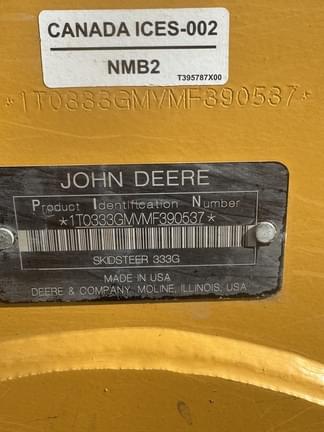 CANADA ICES-002
NMB2
T395787X00
*1T0333GMVMF390537*
JOHN DEERE
Product Identification Number
*1T0333GMVMF390537*
SKIDSTEER 333G
MADE IN USA
DEERE & COMPANY, MOLINE, ILLINOIS, USA